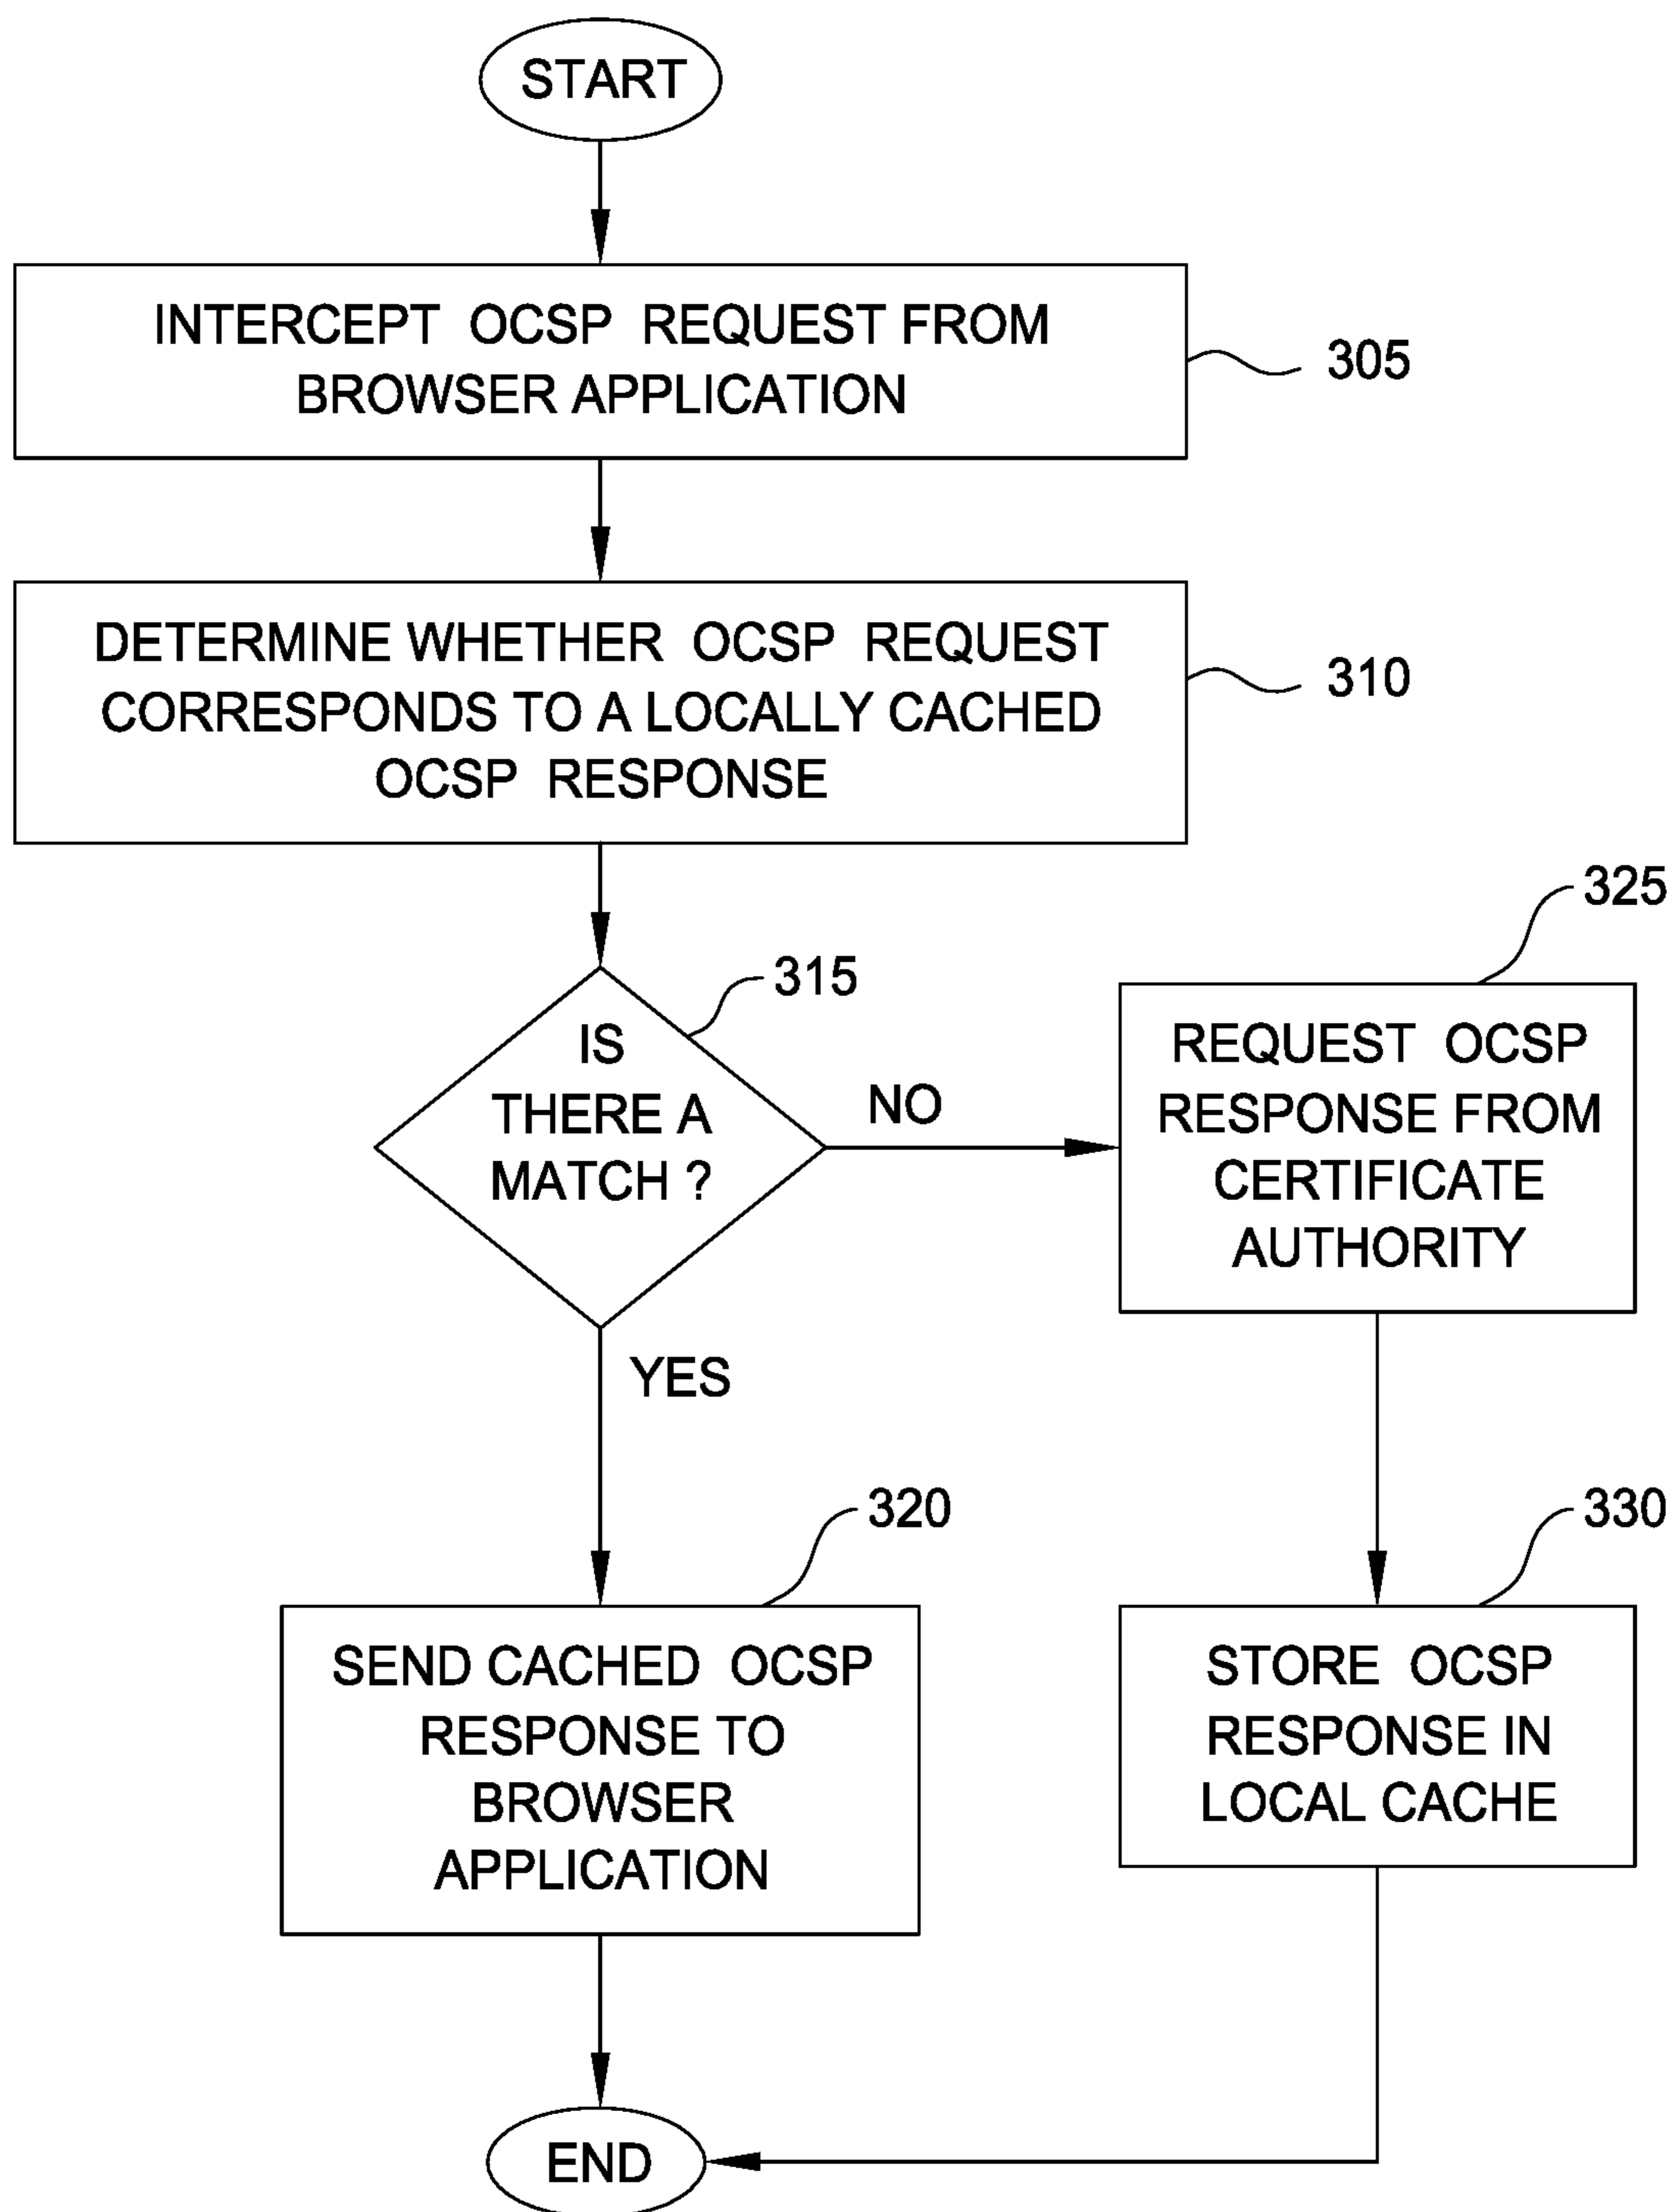 START
INTERCEPT OCSP REQUEST FROM
BROWSER APPLICATION
305
DETERMINE WHETHER OCSP REQUEST
CORRESPONDS TO A LOCALLY CACHED
OCSP RESPONSE
310
315
IS
THERE A
MATCH ?
NO
325
REQUEST OCSP
RESPONSE FROM
CERTIFICATE
AUTHORITY
YES
320
SEND CACHED OCSP
RESPONSE TO
BROWSER
APPLICATION
330
STORE OCSP
RESPONSE IN
LOCAL CACHE
END